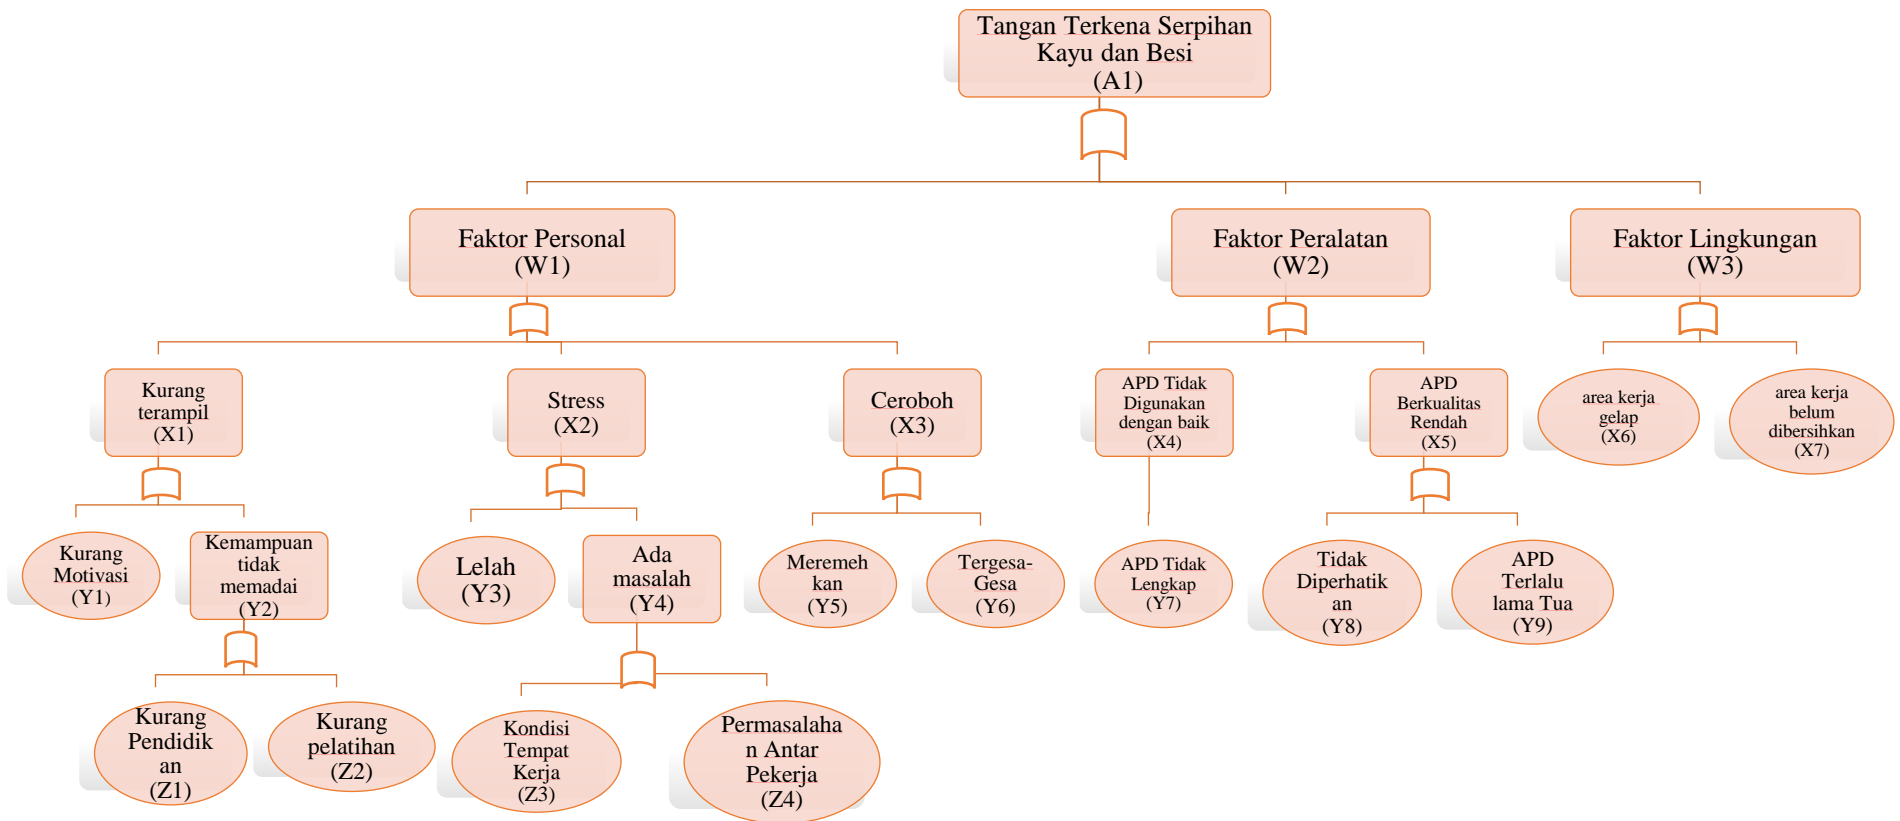 Tangan Terkena Serpihan
Kayu dan Besi
(A1)
Faktor Personal
(W1)
Faktor Peralatan
(W2)
Faktor Lingkungan
(W3)
Kurang
terampil
(X1)
Stress
(X2)
Ceroboh
(X3)
APD Tidak
Digunakan
dengan baik
(X4)
APD
Berkualitas
Rendah
(X5)
area kerja
gelap
(X6)
area kerja
belum
dibersihkan
(X7)
Kurang
Motivasi
(Y1)
Kemampuan
tidak
memadai
(Y2)
Lelah
(Y3)
Ada
masalah
(Y4)
Meremeh
kan
(Y5)
Tergesa-
Gesa
(Y6)
APD Tidak
Lengkap
(Y7)
Tidak
Diperhatik
an
(Y8)
APD
Terlalu
lama Tua
(Y9)
Kurang
Pendidik
an
(Z1)
Kurang
pelatihan
(Z2)
Kondisi
Tempat
Kerja
(Z3)
Permasalaha
n Antar
Pekerja
(Z4)